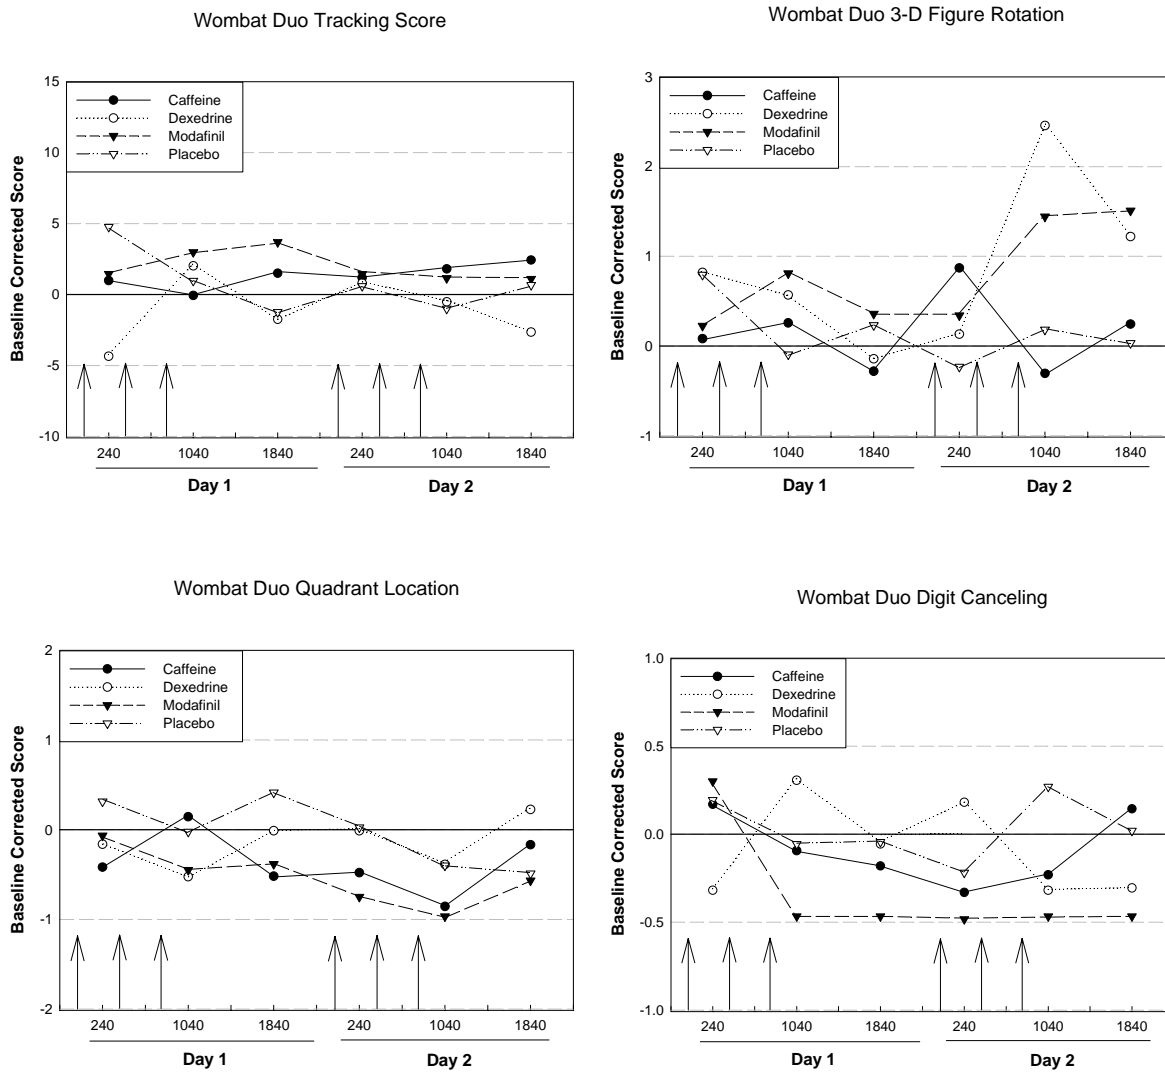 Wombat Duo Tracking Score
15
10
5
0
-5
-10
Baseline Corrected Score
Caffeine
Dexedrine
Modafinil
Placebo
240 1040 1840 240 1040 1840
Day 1 Day 2
Wombat Duo 3-D Figure Rotation
3
2
1
0
-1
Baseline Corrected Score
Caffeine
Dexedrine
Modafinil
Placebo
240 1040 1840 240 1040 1840
Day 1 Day 2
Wombat Duo Quadrant Location
2
1
0
-1
-2
Baseline Corrected Score
Caffeine
Dexedrine
Modafinil
Placebo
240 1040 1840 240 1040 1840
Day 1 Day 2
Wombat Duo Digit Canceling
1.0
0.5
0.0
-0.5
-1.0
Baseline Corrected Score
Caffeine
Dexedrine
Modafinil
Placebo
240 1040 1840 240 1040 1840
Day 1 Day 2